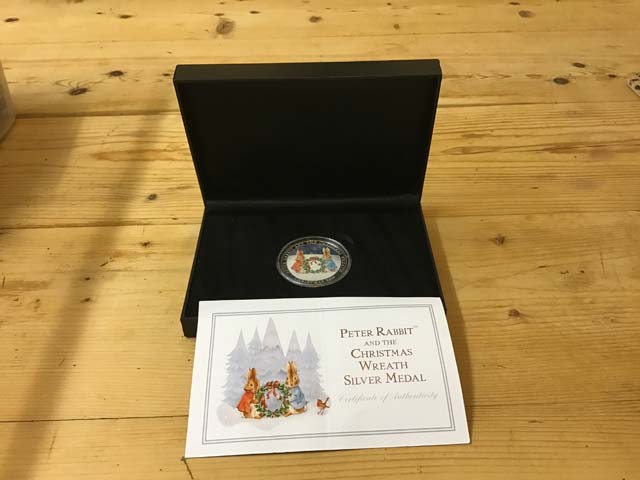 PETER RABBIT™
AND THE
CHRISTMAS
WREATH
SILVER MEDAL
Certificate of Authenticity